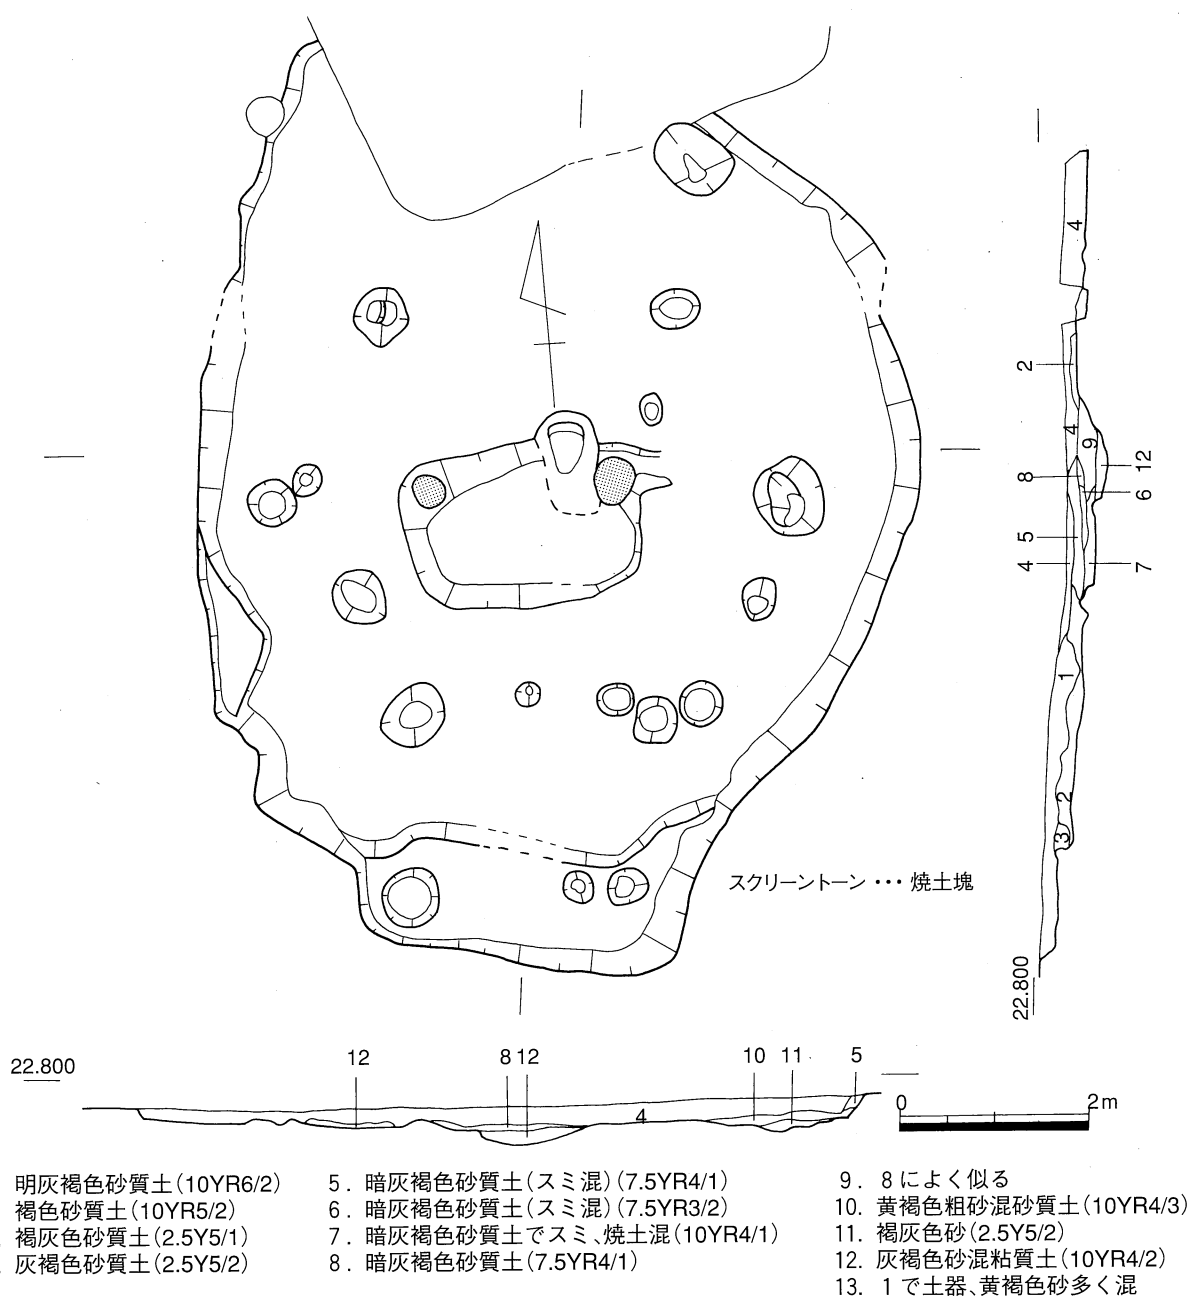 4
2
4
9
8
12
6
5
4
7
1
2
3
スクリーントーン・・・焼土塊
22.800
22.800
12
8 12
10
11
5
4
0
2m
明灰褐色砂質土(10YR6/2)
褐色砂質土(10YR5/2)
褐灰色砂質土(2.5Y5/1)
灰褐色砂質土(2.5Y5/2)
5. 暗灰褐色砂質土(スミ混)(7.5YR4/1)
6. 暗灰褐色砂質土(スミ混)(7.5YR3/2)
7. 暗灰褐色砂質土でスミ、焼土混(10YR4/1)
8. 暗灰褐色砂質土(7.5YR4/1)
9. 8によく似る
10. 黄褐色粗砂混砂質土(10YR4/3)
11. 褐灰色砂(2.5Y5/2)
12. 灰褐色砂混粘質土(10YR4/2)
13. 1で土器、黄褐色砂多く混